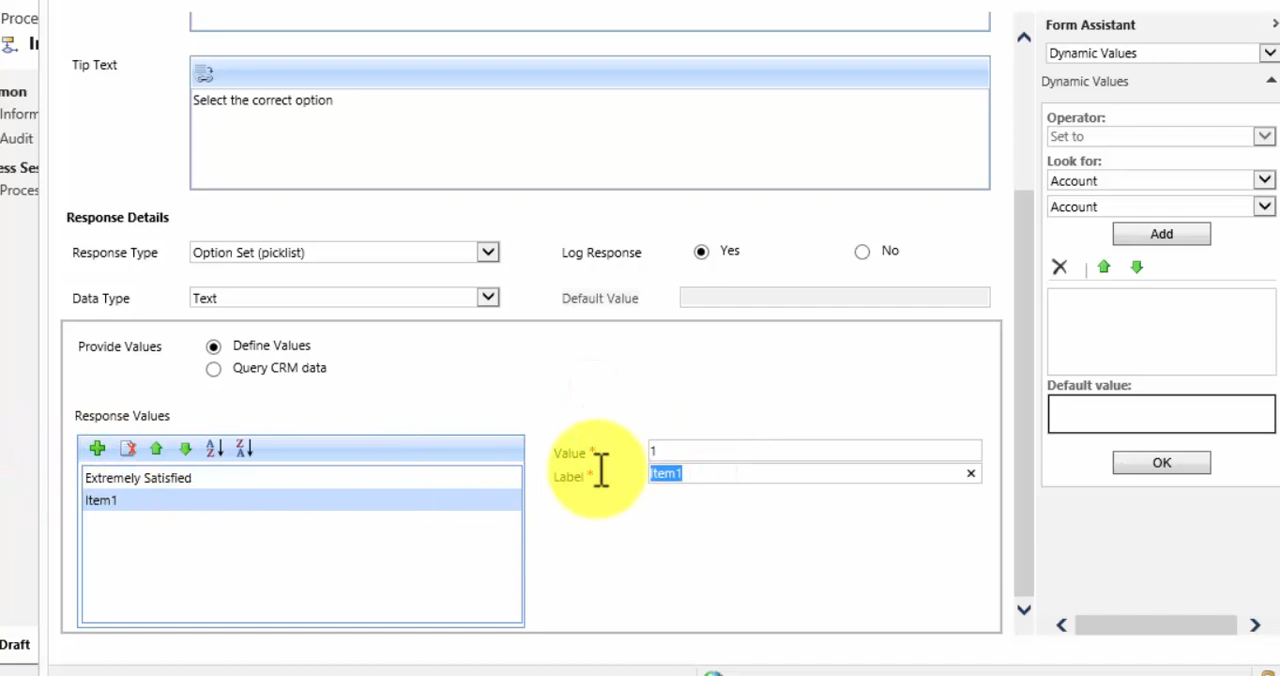 Proce
Tip Text
Select the correct option
mon
Inform
Audit
ess Ses
Proces
Draft
Response Details
Response Type
Option Set (picklist)
Log Response
Yes
No
Data Type
Text
Default Value
Provide Values
Define Values
Query CRM data
Response Values
Extremely Satisfied
Item1
Value *
1
Label *
Item1
Form Assistant
Dynamic Values
Dynamic Values
Operator:
Set to
Look for:
Account
Account
Add
Default value:
OK